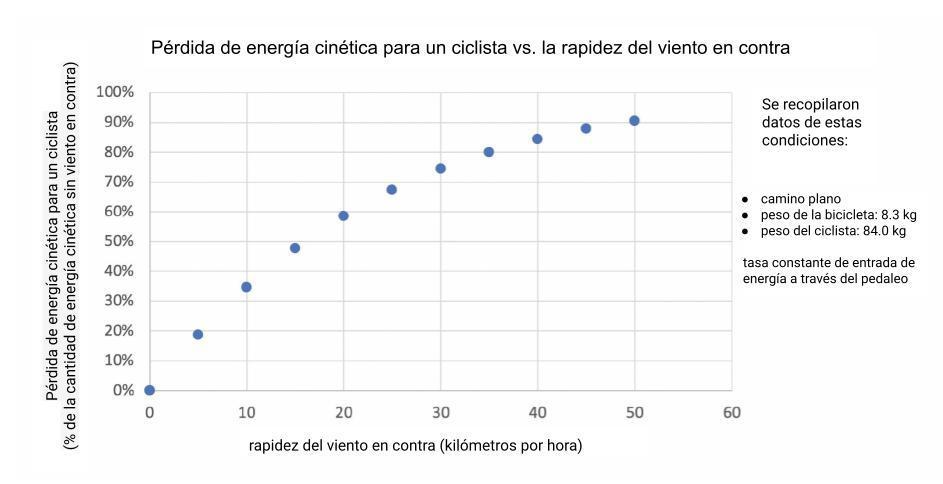 Pérdida de energía cinética para un ciclista vs. la rapidez del viento en contra
Pérdida de energía cinética para un ciclista
(% de la cantidad de energía cinética sin viento en contra)
100%
90%
80%
70%
60%
50%
40%
30%
20%
10%
0%
0 10 20 30 40 50 60
rapidez del viento en contra (kilómetros por hora)
Se recopilaron
datos de estas
condiciones:
● camino plano
● peso de la bicicleta: 8.3 kg
● peso del ciclista: 84.0 kg
tasa constante de entrada de
energía a través del pedaleo